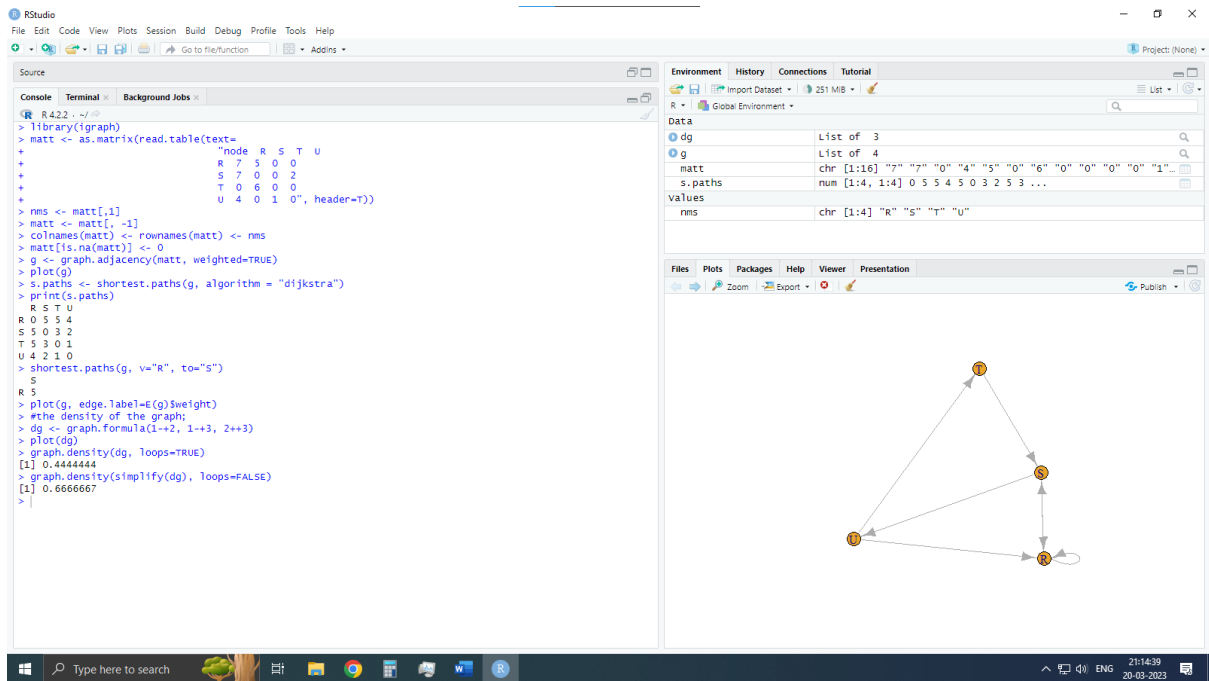 RStudio
File Edit Code View Plots Session Build Debug Profile Tools Help
Go to file/function Addins Project: (None)
Source
Console Terminal Background Jobs
R 4.2.2 · ~/
> library(igraph)
> matt <- as.matrix(read.table(text=
+ "node R S T U
+ R 7 5 0 0
+ S 7 0 0 2
+ T 0 6 0 0
+ U 4 0 1 0", header=T))
> nms <- matt[,1]
> matt <- matt[, -1]
> colnames(matt) <- rownames(matt) <- nms
> matt[is.na(matt)] <- 0
> g <- graph.adjacency(matt, weighted=TRUE)
> plot(g)
> s.paths <- shortest.paths(g, algorithm = "dijkstra")
> print(s.paths)
R S T U
R 0 5 5 4
S 5 0 3 2
T 5 3 0 1
U 4 2 1 0
> shortest.paths(g, v="R", to="S")
S
R 5
> plot(g, edge.label=E(g)$weight)
> #the density of the graph;
> dg <- graph.formula(1-+2, 1-+3, 2++3)
> plot(dg)
> graph.density(dg, loops=TRUE)
[1] 0.4444444
> graph.density(simplify(dg), loops=FALSE)
[1] 0.6666667
>
Environment History Connections Tutorial
Import Dataset 251 MiB List
R Global Environment
Data
dg List of 3
g List of 4
matt chr [1:16] "7" "7" "0" "4" "5" "0" "6" "0" "0" "0" "0" "1"…
s.paths num [1:4, 1:4] 0 5 5 4 5 0 3 2 5 3 ...
Values
nms chr [1:4] "R" "S" "T" "U"
Files Plots Packages Help Viewer Presentation
Zoom Export Publish
T
S
U
R
Type here to search
W
R
ENG
21:14:39
20-03-2023